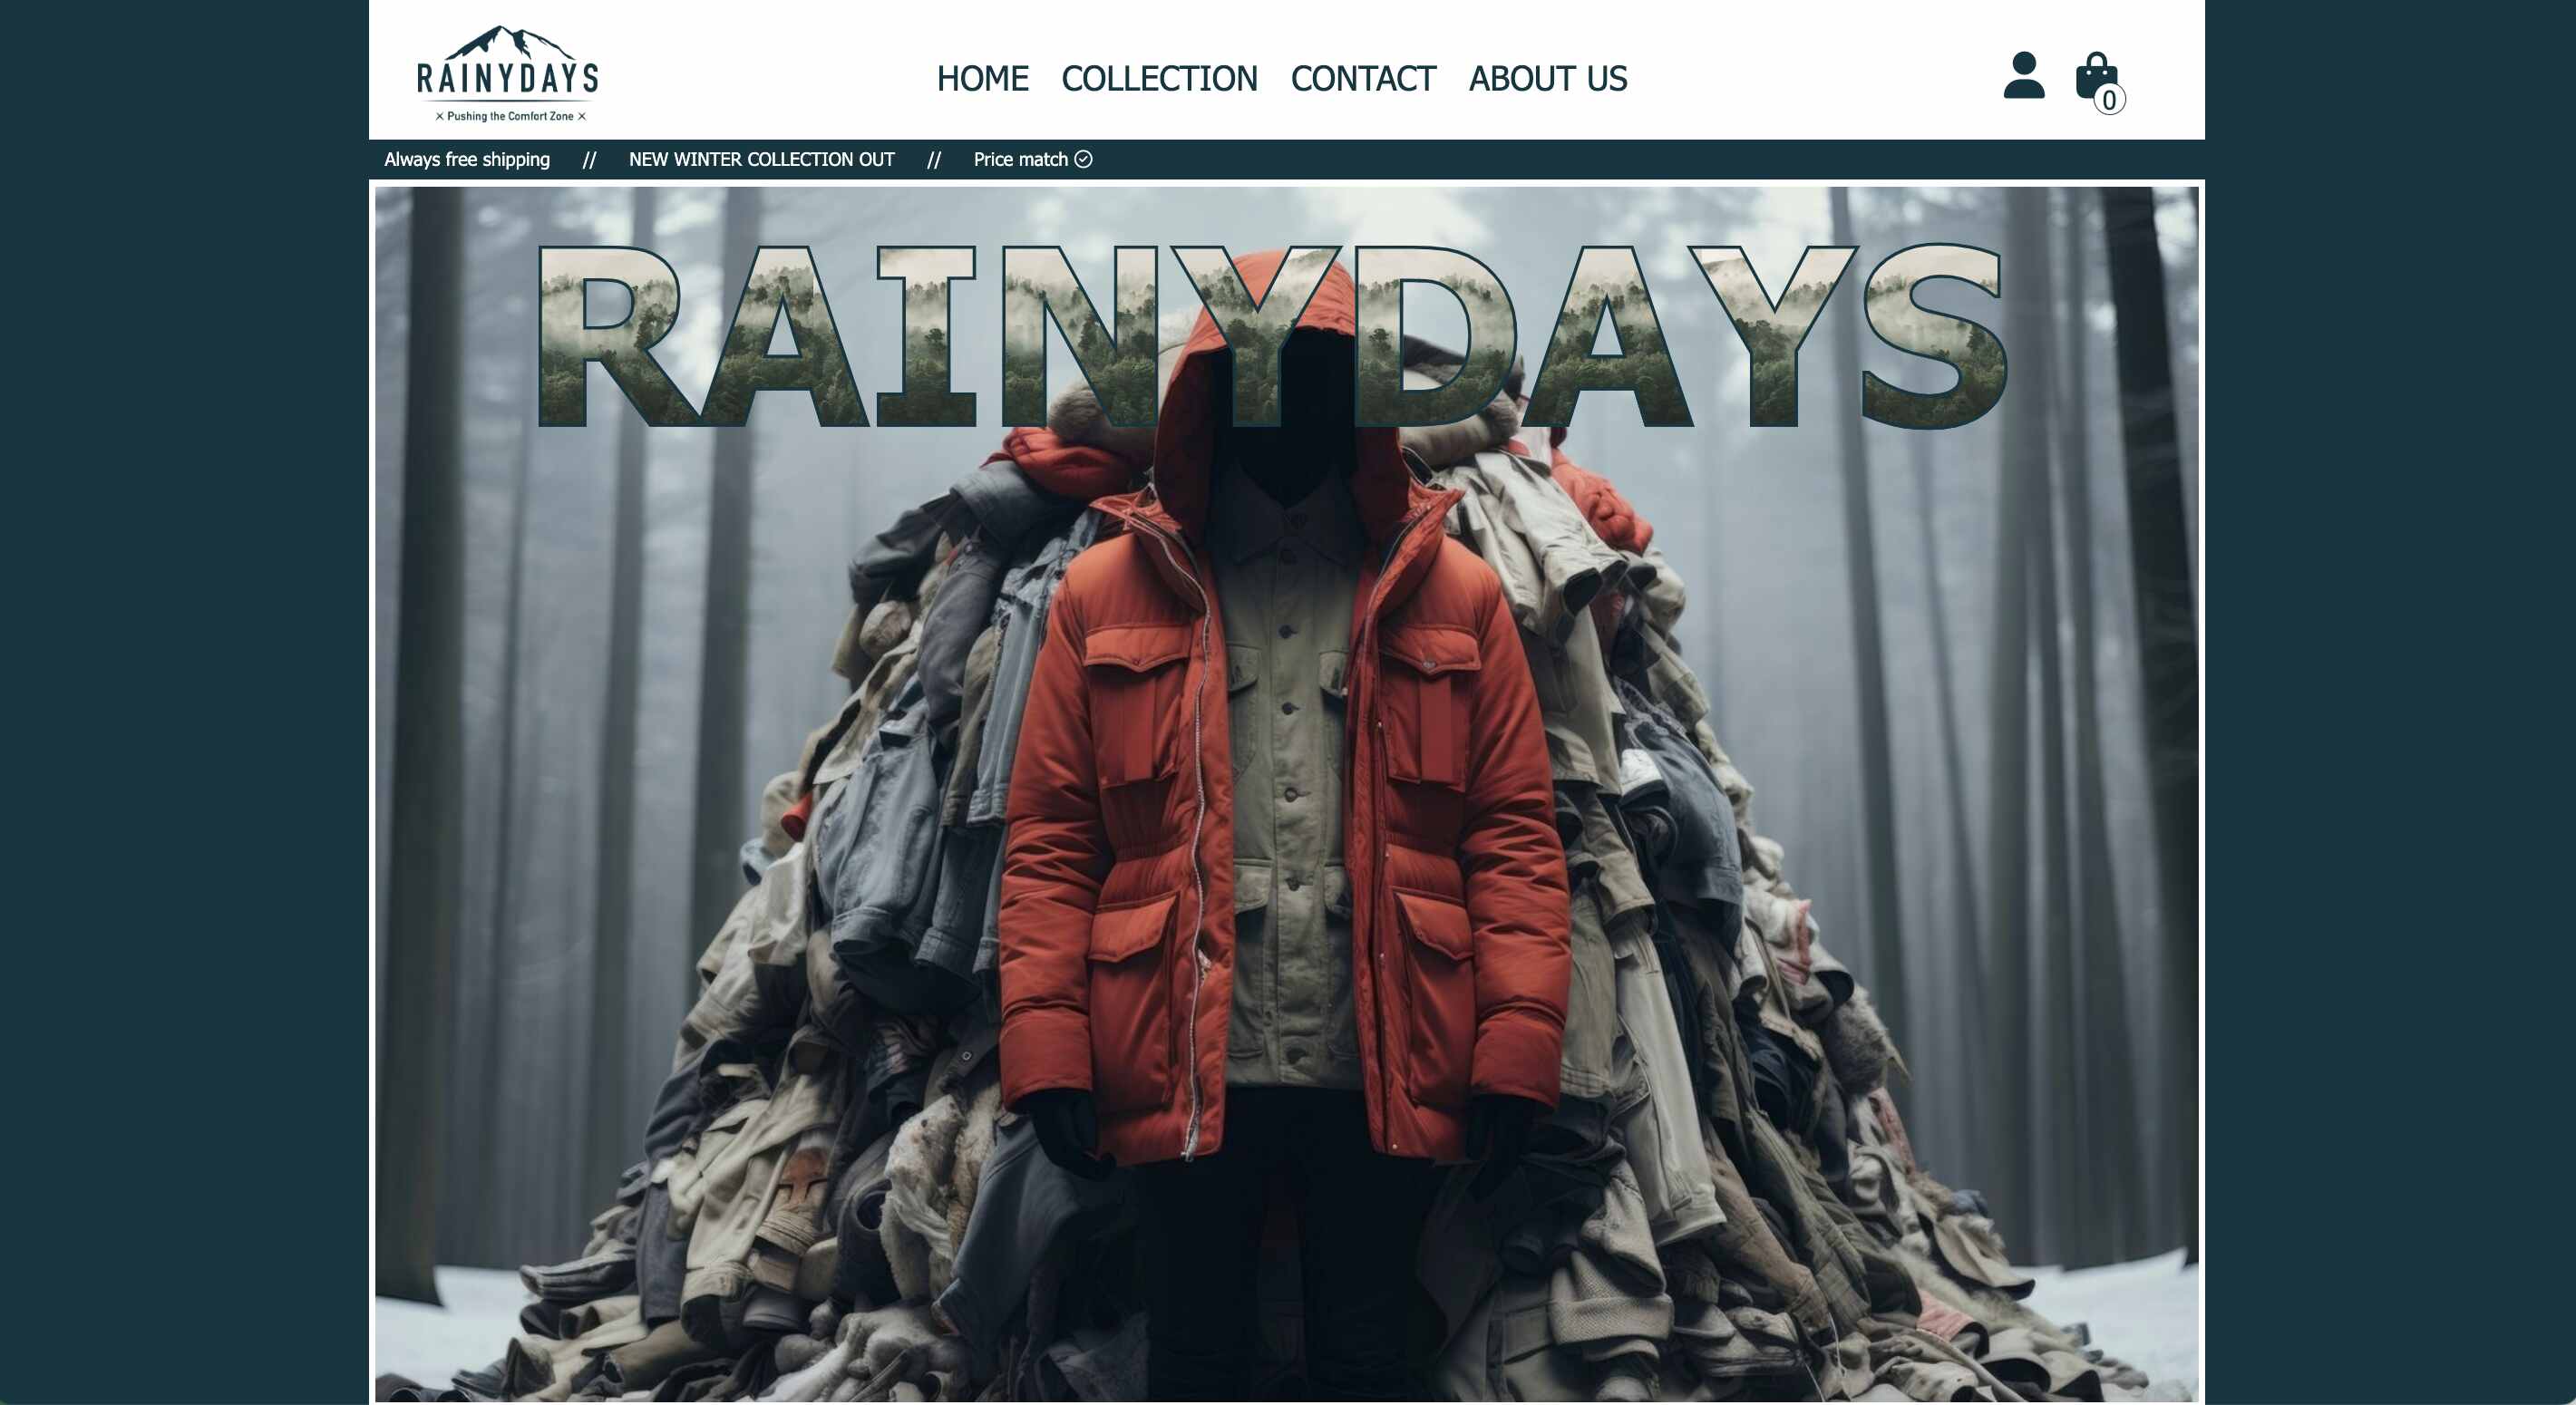 RAINYDAYS
× Pushing the Comfort Zone ×
HOME COLLECTION CONTACT ABOUT US
0
Always free shipping // NEW WINTER COLLECTION OUT // Price match
RAINYDAYS